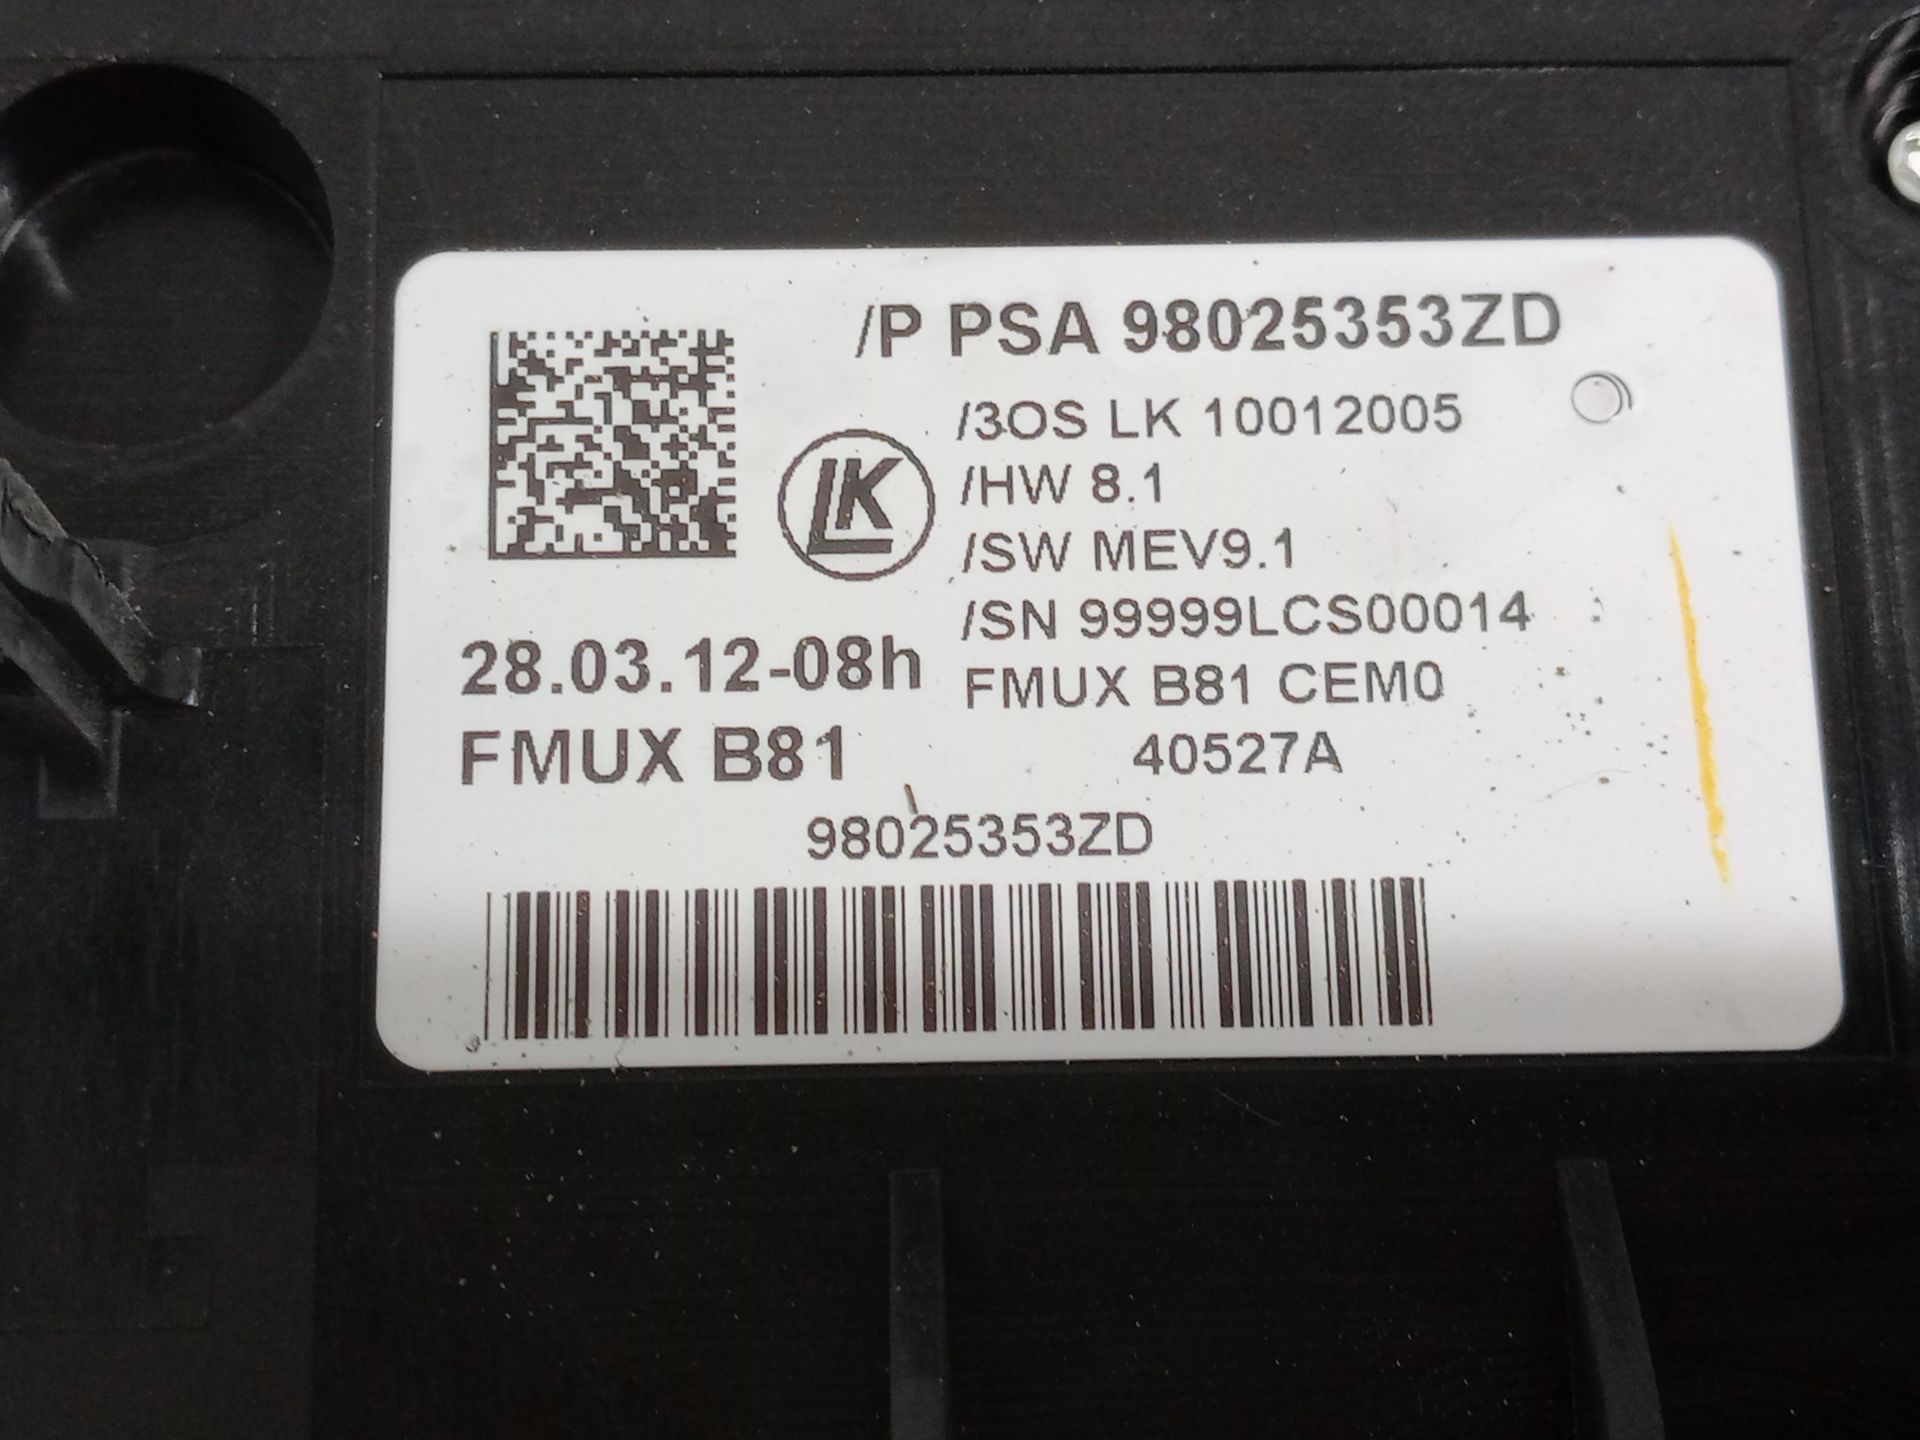 /P PSA 98025353ZD
/3OS LK 10012005
LK
/HW 8.1
/SW MEV9.1
/SN 99999LCS00014
28.03.12-08h
FMUX B81 CEM0
FMUX B81
40527A
98025353ZD